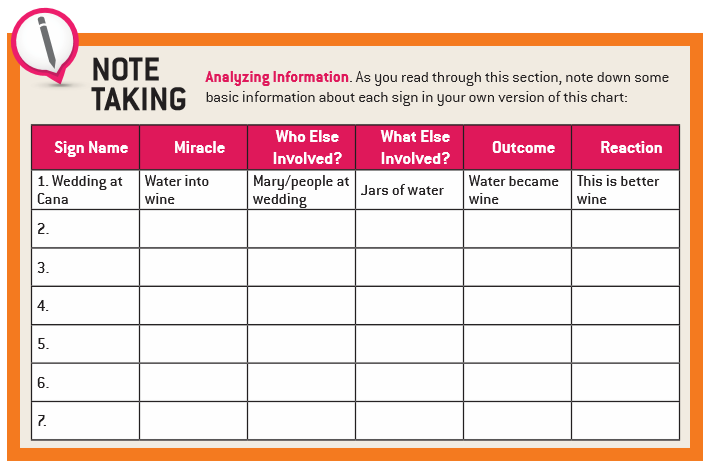 NOTE
TAKING
Analyzing Information. As you read through this section, note down some
basic information about each sign in your own version of this chart:
Sign Name
Miracle
Who Else
Involved?
What Else
Involved?
Outcome
Reaction
1. Wedding at
Cana
Water into
wine
Mary/people at
wedding
Jars of water
Water became
wine
This is better
wine
2.
3.
4.
5.
6.
7.